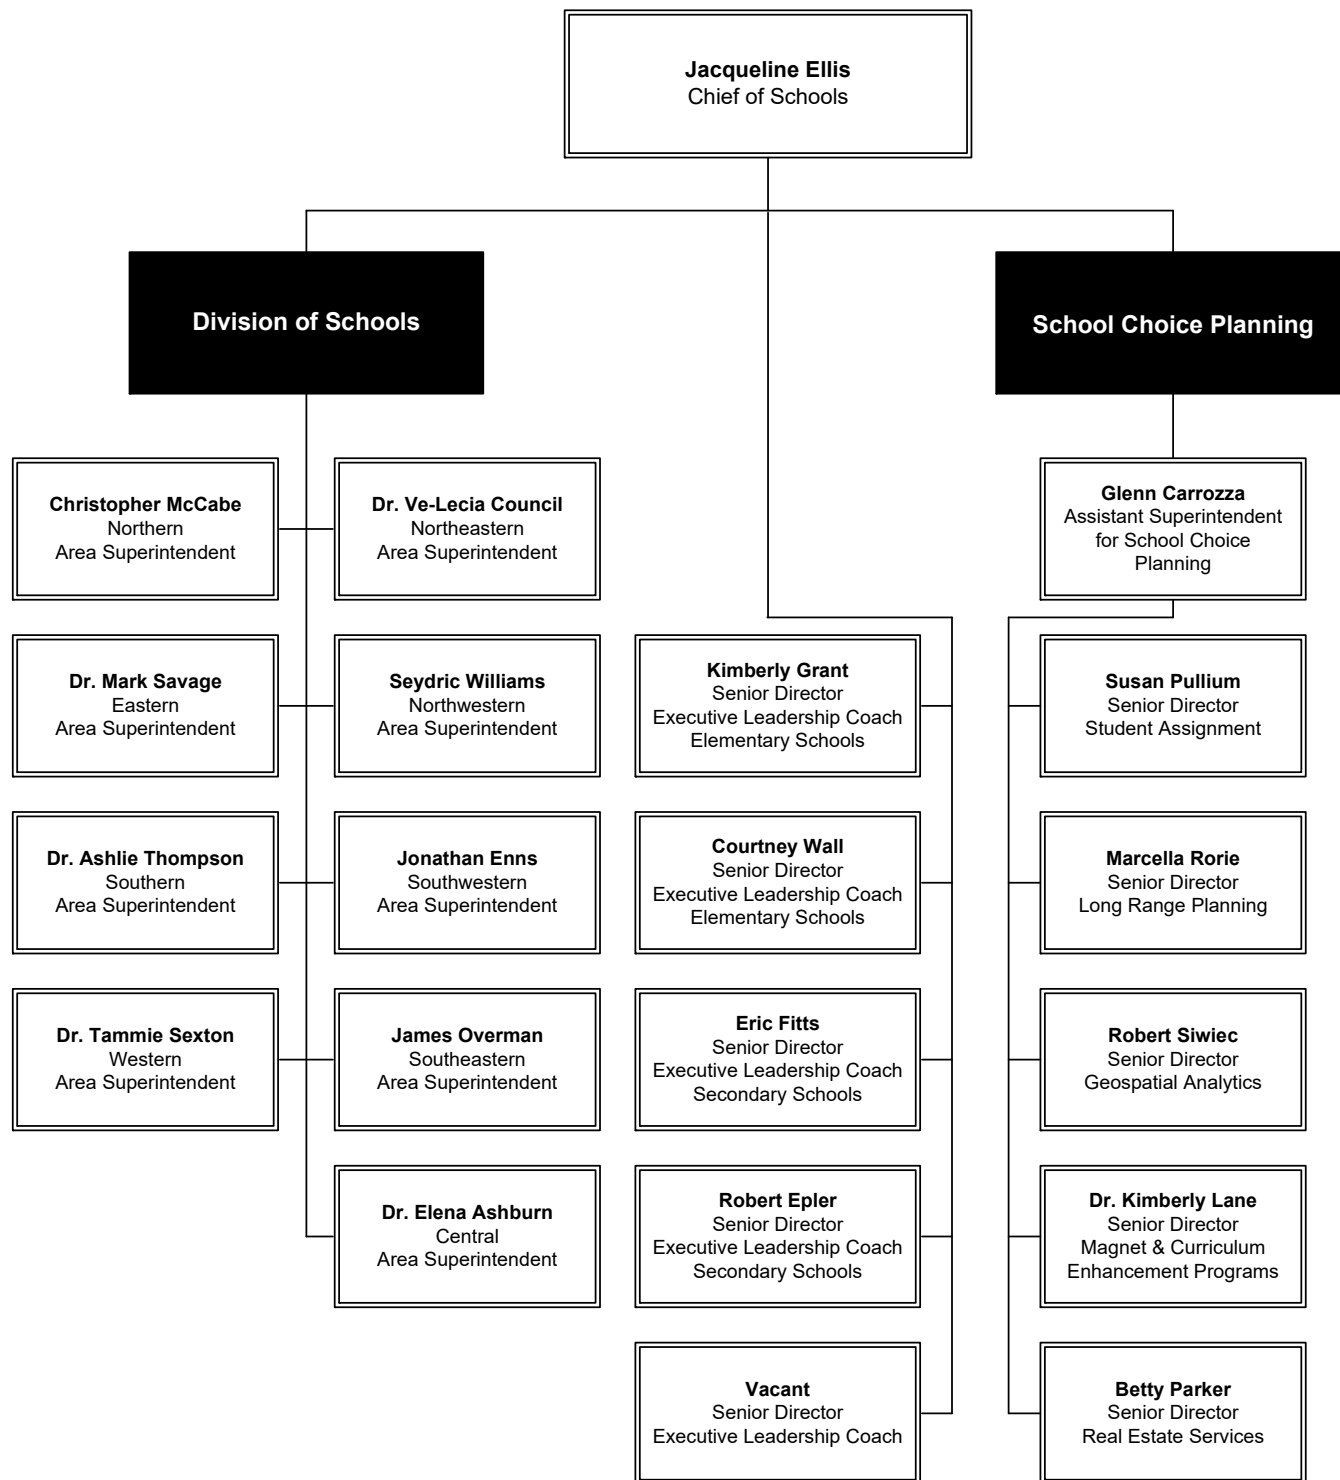 Jacqueline Ellis
Chief of Schools
Division of Schools
School Choice Planning
Christopher McCabe
Northern
Area Superintendent
Dr. Ve-Lecia Council
Northeastern
Area Superintendent
Glenn Carrozza
Assistant Superintendent
for School Choice
Planning
Dr. Mark Savage
Eastern
Area Superintendent
Seydric Williams
Northwestern
Area Superintendent
Kimberly Grant
Senior Director
Executive Leadership Coach
Elementary Schools
Susan Pullium
Senior Director
Student Assignment
Dr. Ashlie Thompson
Southern
Area Superintendent
Jonathan Enns
Southwestern
Area Superintendent
Courtney Wall
Senior Director
Executive Leadership Coach
Elementary Schools
Marcella Rorie
Senior Director
Long Range Planning
Dr. Tammie Sexton
Western
Area Superintendent
James Overman
Southeastern
Area Superintendent
Eric Fitts
Senior Director
Executive Leadership Coach
Secondary Schools
Robert Siwiec
Senior Director
Geospatial Analytics
Dr. Elena Ashburn
Central
Area Superintendent
Robert Epler
Senior Director
Executive Leadership Coach
Secondary Schools
Dr. Kimberly Lane
Senior Director
Magnet & Curriculum
Enhancement Programs
Vacant
Senior Director
Executive Leadership Coach
Betty Parker
Senior Director
Real Estate Services